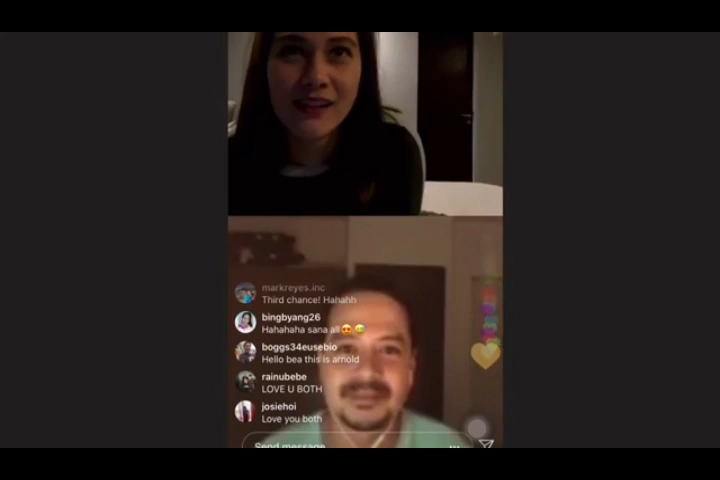 markreyes.inc
Third chance! Hahahh
bingbyang26
Hahahaha sana all😍😅
boggs34eusebio
Hello bea this is arnold
rainubebe
LOVE U BOTH
josiehoi
Love you both
Send message